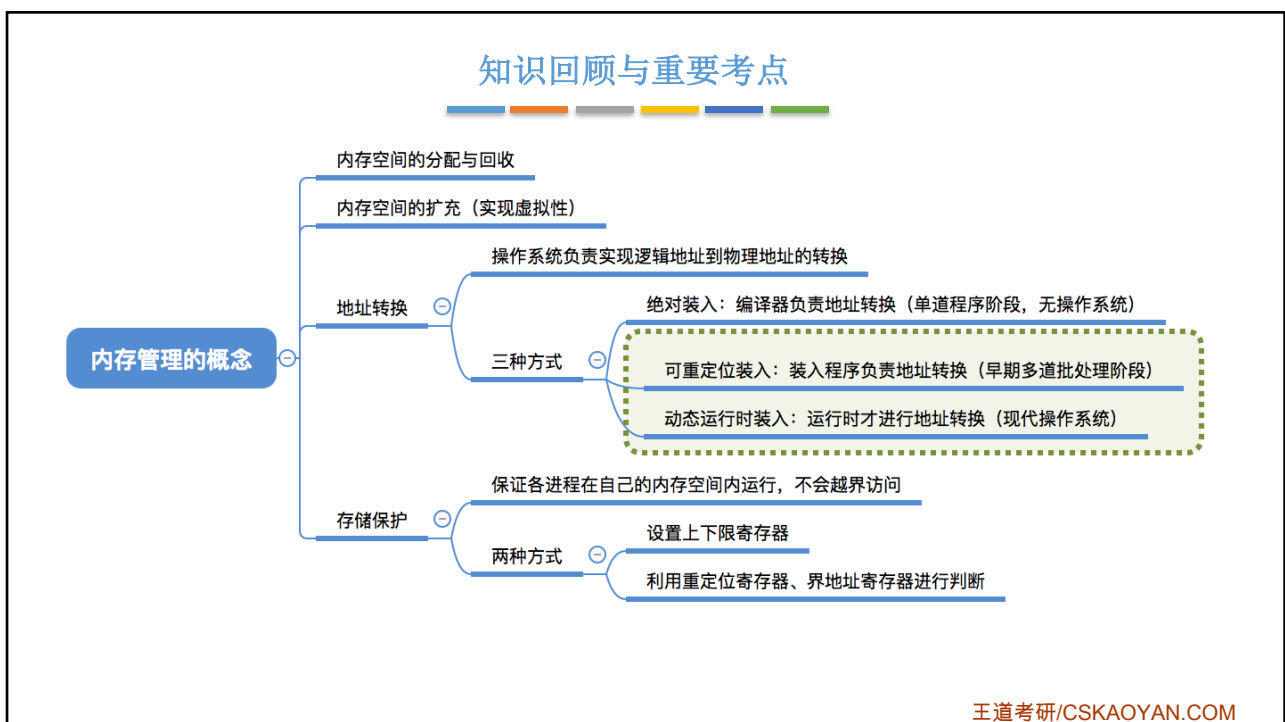 知识回顾与重要考点
内存管理的概念
内存空间的分配与回收
内存空间的扩充（实现虚拟性）
地址转换
操作系统负责实现逻辑地址到物理地址的转换
三种方式
绝对装入：编译器负责地址转换（单道程序阶段，无操作系统）
可重定位装入：装入程序负责地址转换（早期多道批处理阶段）
动态运行时装入：运行时才进行地址转换（现代操作系统）
存储保护
保证各进程在自己的内存空间内运行，不会越界访问
两种方式
设置上下限寄存器
利用重定位寄存器、界地址寄存器进行判断
王道考研/CSKAOYAN.COM